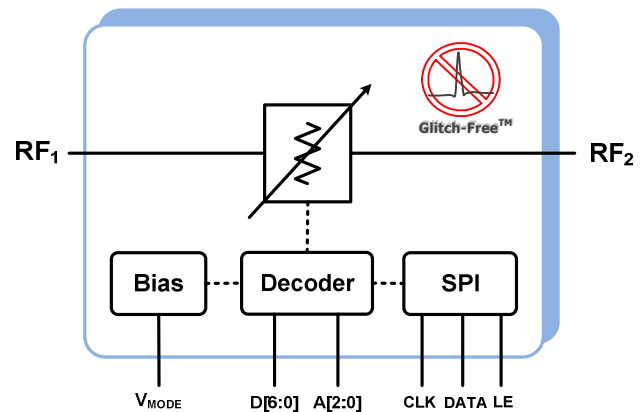 RF₁
RF₂
Glitch-Free™
Bias
Decoder
SPI
V_MODE
D[6:0]
A[2:0]
CLK
DATA
LE